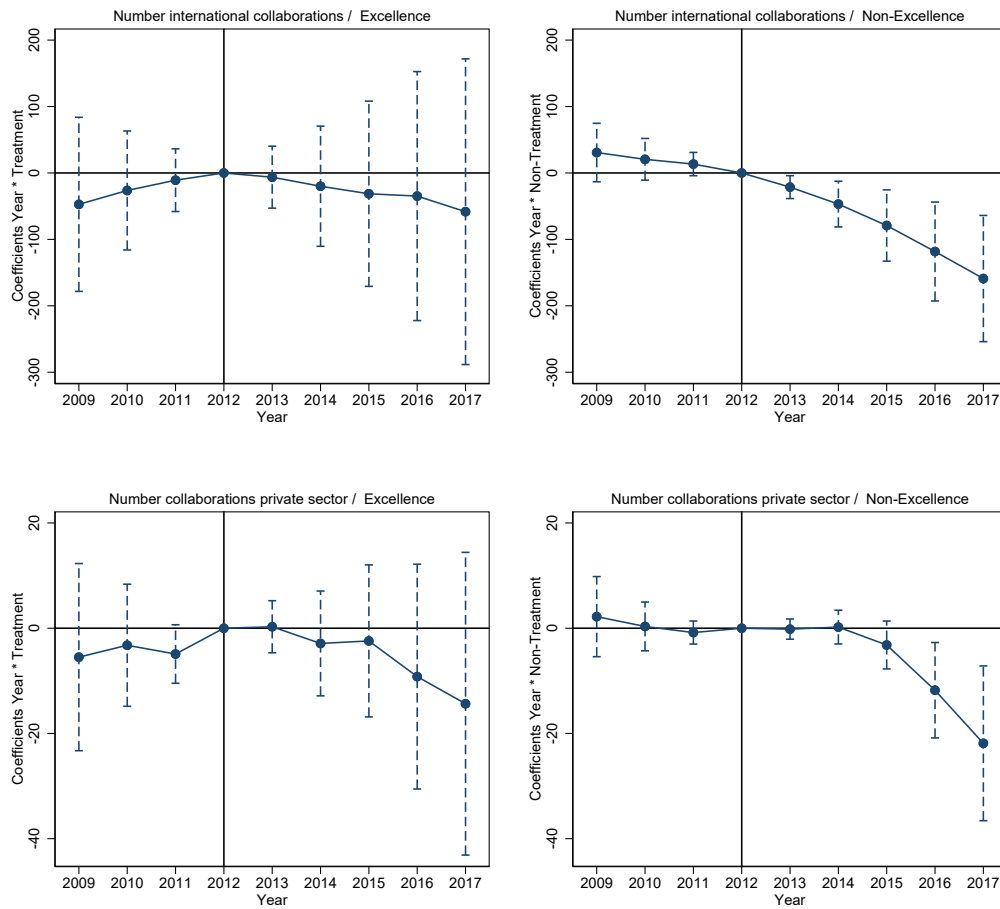 Number international collaborations / Excellence
Coefficients Year * Treatment
200
100
0
-100
-200
-300
2009 2010 2011 2012 2013 2014 2015 2016 2017
Year
Number international collaborations / Non-Excellence
Coefficients Year * Non-Treatment
200
100
0
-100
-200
-300
2009 2010 2011 2012 2013 2014 2015 2016 2017
Year
Number collaborations private sector / Excellence
Coefficients Year * Treatment
20
0
-20
-40
2009 2010 2011 2012 2013 2014 2015 2016 2017
Year
Number collaborations private sector / Non-Excellence
Coefficients Year * Non- Treatment
20
0
-20
-40
2009 2010 2011 2012 2013 2014 2015 2016 2017
Year